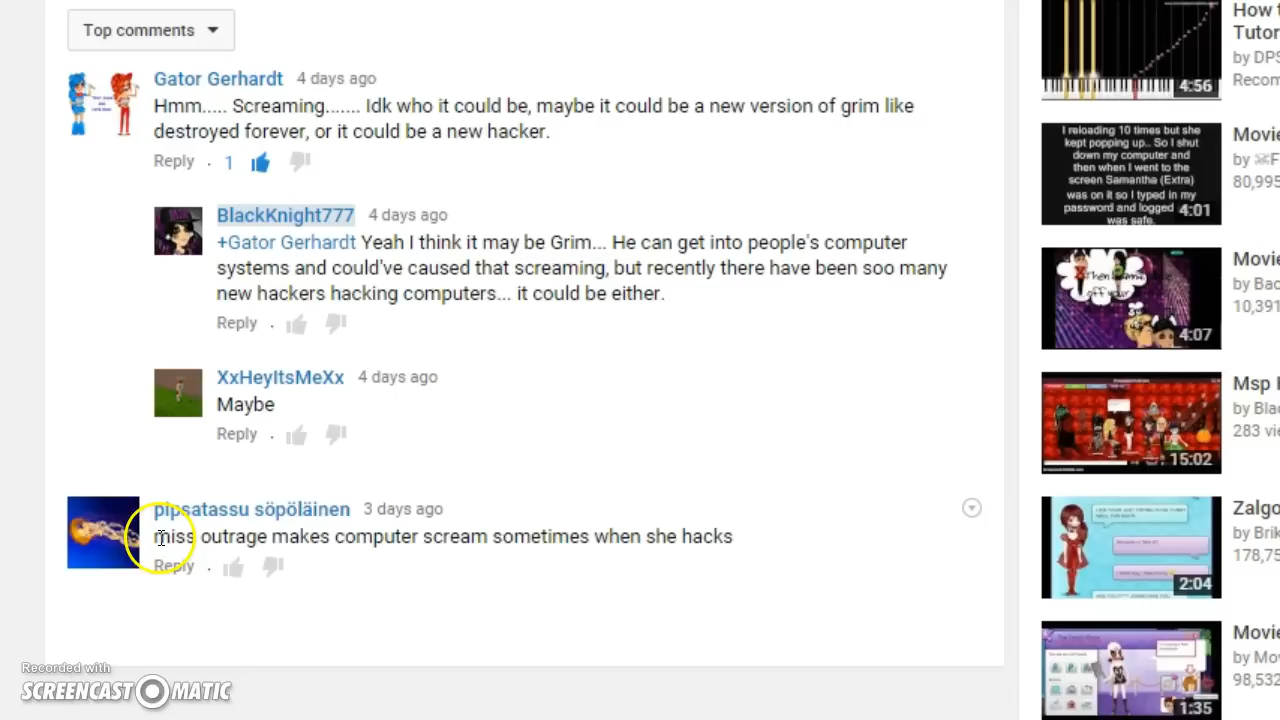 Top comments
Gator Gerhardt 4 days ago
Hmm..... Screaming....... Idk who it could be, maybe it could be a new version of grim like
destroyed forever, or it could be a new hacker.
Reply . 1
BlackKnight777 4 days ago
+Gator Gerhardt Yeah I think it may be Grim... He can get into people's computer
systems and could've caused that screaming, but recently there have been soo many
new hackers hacking computers... it could be either.
Reply .
XxHeyItsMeXx 4 days ago
Maybe
Reply .
pipsatassu söpöläinen 3 days ago
miss outrage makes computer scream sometimes when she hacks
Reply .
How t
Tutor
by DPS
Recom
4:56
I reloading 10 times but she
kept popping up.. So I shut
down my computer and
then when I went to the
screen Samantha (Extra)
was on it so I typed in my
password and logged
was safe.
4:01
Movie
by
80,995
Movie
by Bac
10,391
4:07
Msp
by Bla
283 vie
15:02
Zalgo
by Brik
178,75
2:04
Movie
by Mo
98,532
1:35
Recorded with
SCREENCAST MATIC